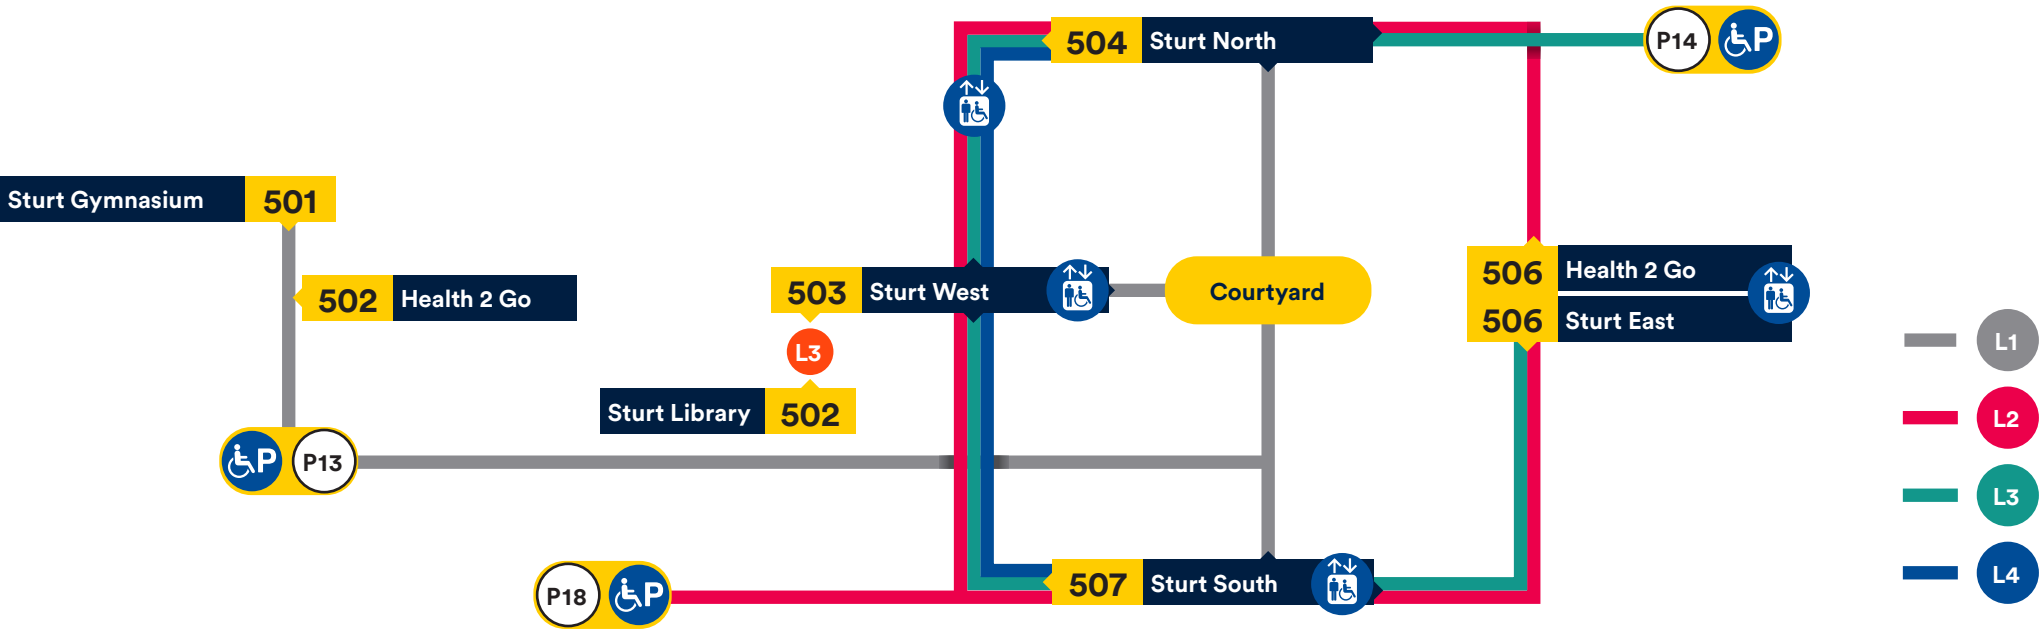 504 Sturt North
P14 P
Sturt Gymnasium 501
502 Health 2 Go
503 Sturt West
Courtyard
506 Health 2 Go
506 Sturt East
L3
Sturt Library 502
P P13
507 Sturt South
P18 P
L1
L2
L3
L4